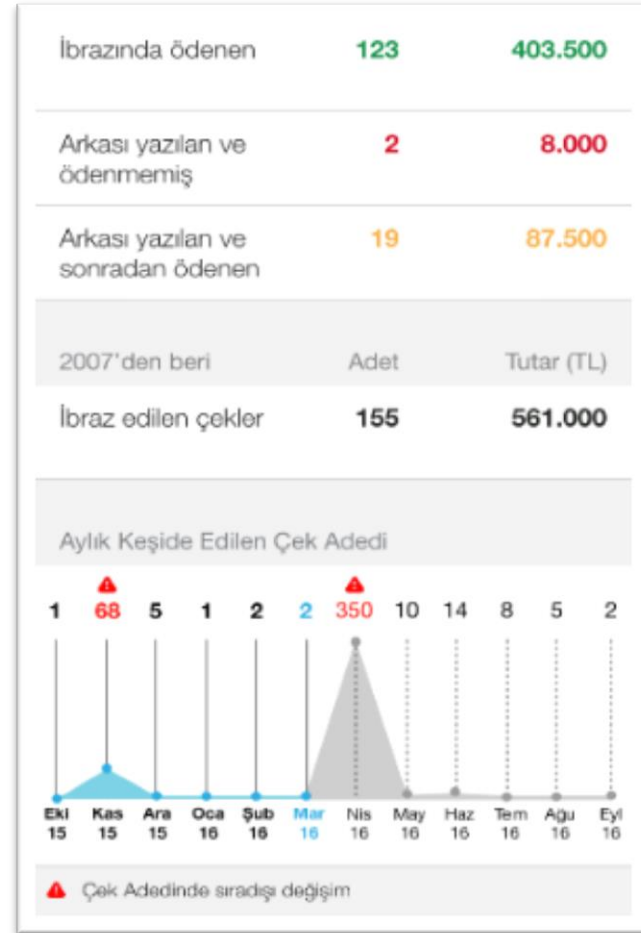 İbrazında ödenen 123 403.500
Arkası yazılan ve 2 8.000
ödenmemiş
Arkası yazılan ve 19 87.500
sonradan ödenen
2007'den beri Adet Tutar (TL)
İbraz edilen çekler 155 561.000
Aylık Keşide Edilen Çek Adedi
1 68 5 1 2 2 350 10 14 8 5 2
Eki Kas Ara Oca Şub Mar Nis May Haz Tem Ağu Eyl
15 15 15 16 16 16 16 16 16 16 16 16
Çek Adedinde sıradışı değişim